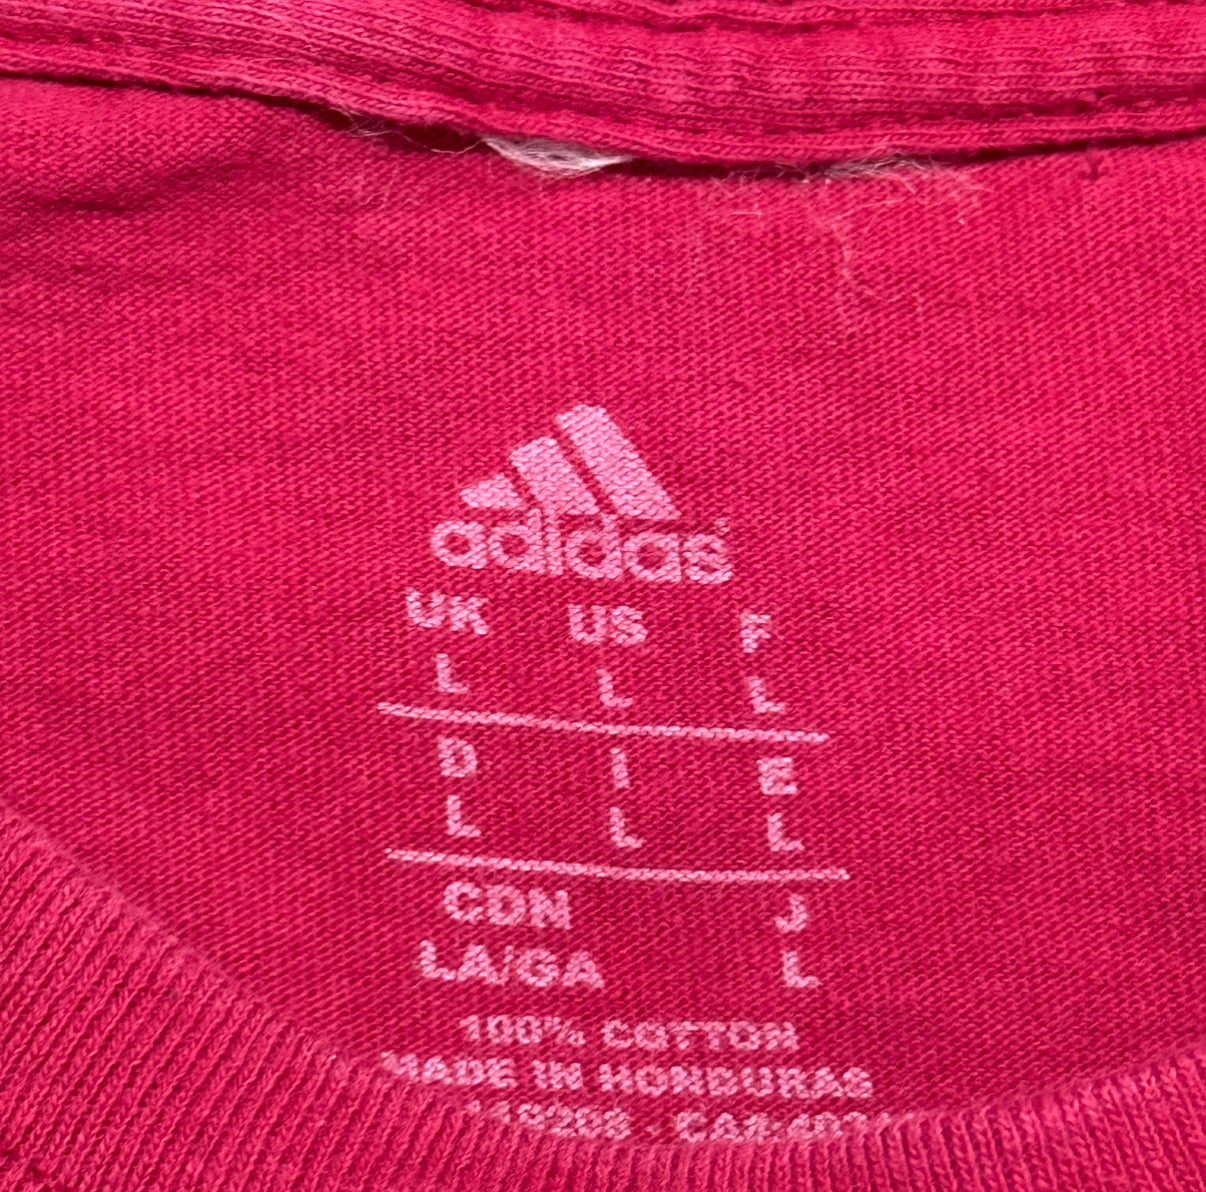 adidas
UK US F
L L L
D I E
L L L
CDN J
LA/GA L
100% COTTON
MADE IN HONDURAS